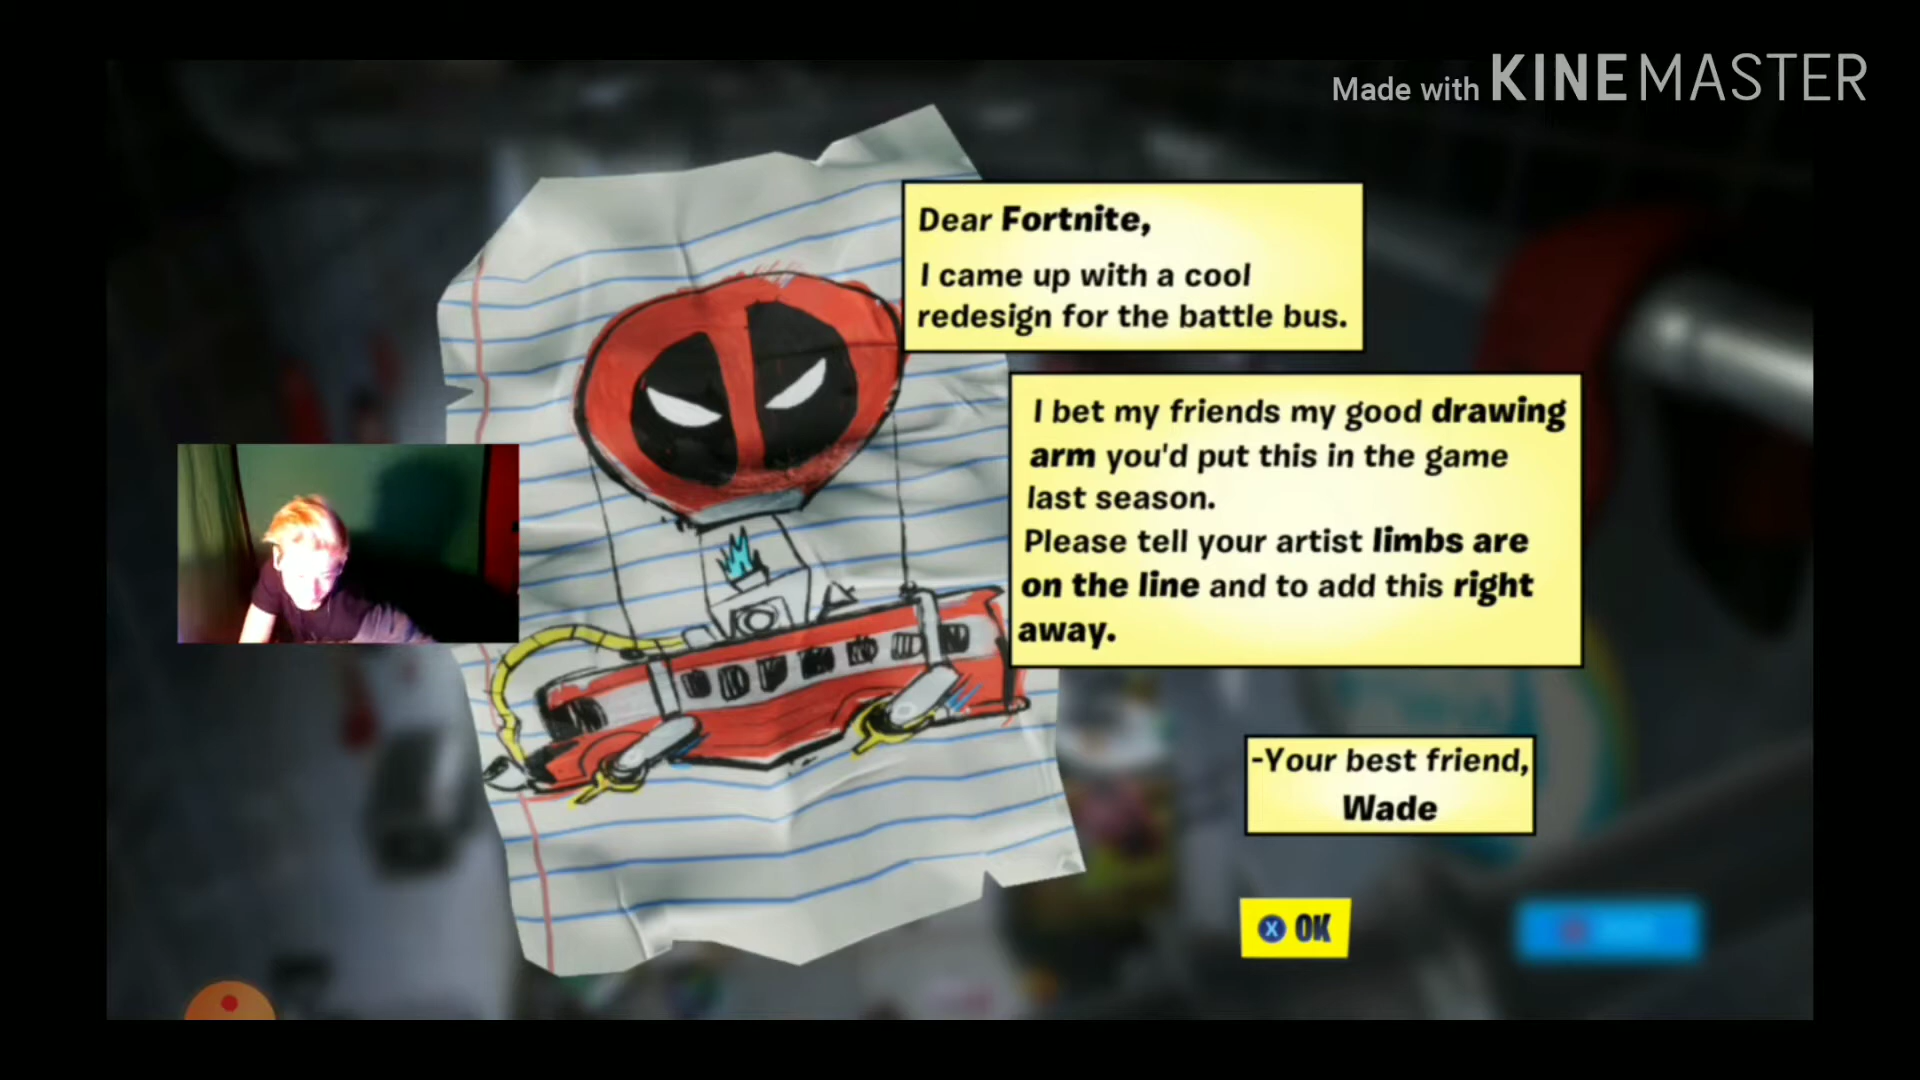 Made with KINEMASTER
Dear Fortnite,
I came up with a cool
redesign for the battle bus.
I bet my friends my good drawing
arm you'd put this in the game
last season.
Please tell your artist limbs are
on the line and to add this right
away.
-Your best friend,
Wade
X OK